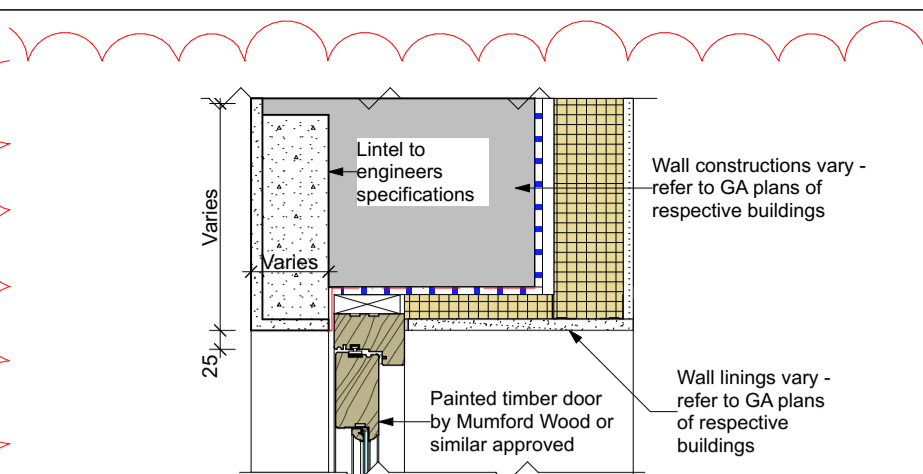 Lintel to
engineers
specifications
Wall constructions vary -
refer to GA plans of
respective buildings
Varies
Varies
25
Wall linings vary -
refer to GA plans
of respective
buildings
Painted timber door
by Mumford Wood or
similar approved